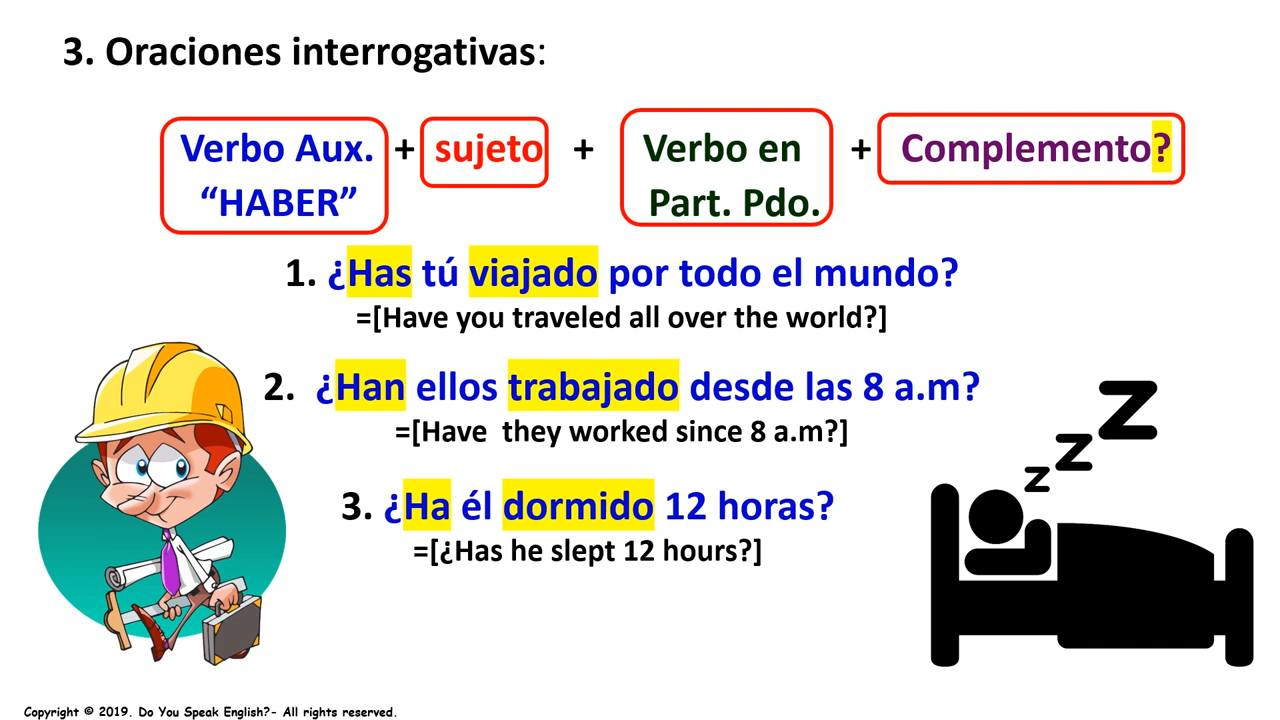 3. Oraciones interrogativas:
Verbo Aux. + sujeto + Verbo en + Complemento?
“HABER” Part. Pdo.
1. ¿Has tú viajado por todo el mundo?
=[Have you traveled all over the world?]
2. ¿Han ellos trabajado desde las 8 a.m?
=[Have they worked since 8 a.m?]
3. ¿Ha él dormido 12 horas?
=[¿Has he slept 12 hours?]
z z z
Copyright © 2019. Do You Speak English?- All rights reserved.